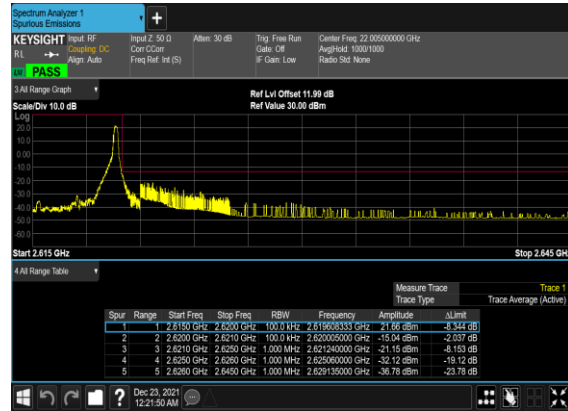 Spectrum Analyzer 1
Spurious Emissions
KEYSIGHT Input: RF Input Z: 50 Ω Atten: 30 dB Trig: Free Run Center Freq: 22.005000000 GHz
Coupling: DC Corr CCorr Gate: Off Avg|Hold: 1000/1000
RL Align: Auto Freq Ref: Int (S) IF Gain: Low Radio Std: None
PASS
3 All Range Graph
Ref Lvl Offset 11.99 dB
Scale/Div 10.0 dB Ref Value 30.00 dBm
Log
20.0
10.0
0.00
-10.0
-20.0
-30.0
-40.0
-50.0
-60.0
Start 2.615 GHz Stop 2.645 GHz
4 All Range Table
Measure Trace Trace 1
Trace Type Trace Average (Active)
Spur Range Start Freq Stop Freq RBW Frequency Amplitude ΔLimit
1 1 2.6150 GHz 2.6200 GHz 100.0 kHz 2.619608333 GHz 21.66 dBm -8.344 dB
2 2 2.6200 GHz 2.6210 GHz 100.0 kHz 2.620005000 GHz -15.04 dBm -2.037 dB
3 3 2.6210 GHz 2.6250 GHz 1.000 MHz 2.621240000 GHz -21.15 dBm -8.153 dB
4 4 2.6250 GHz 2.6260 GHz 1.000 MHz 2.625060000 GHz -32.12 dBm -19.12 dB
5 5 2.6260 GHz 2.6450 GHz 1.000 MHz 2.629135000 GHz -36.78 dBm -23.78 dB
Dec 23, 2021
12:21:50 AM